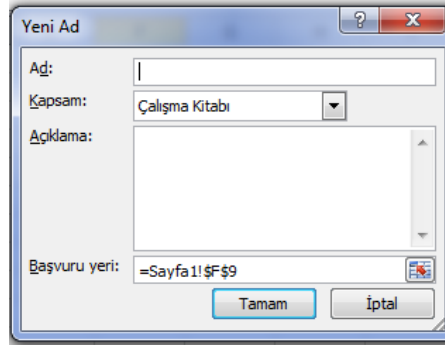 Yeni Ad
Ad:
Kapsam: Çalışma Kitabı
Açıklama:
Başvuru yeri: =Sayfa1!$F$9
Tamam İptal